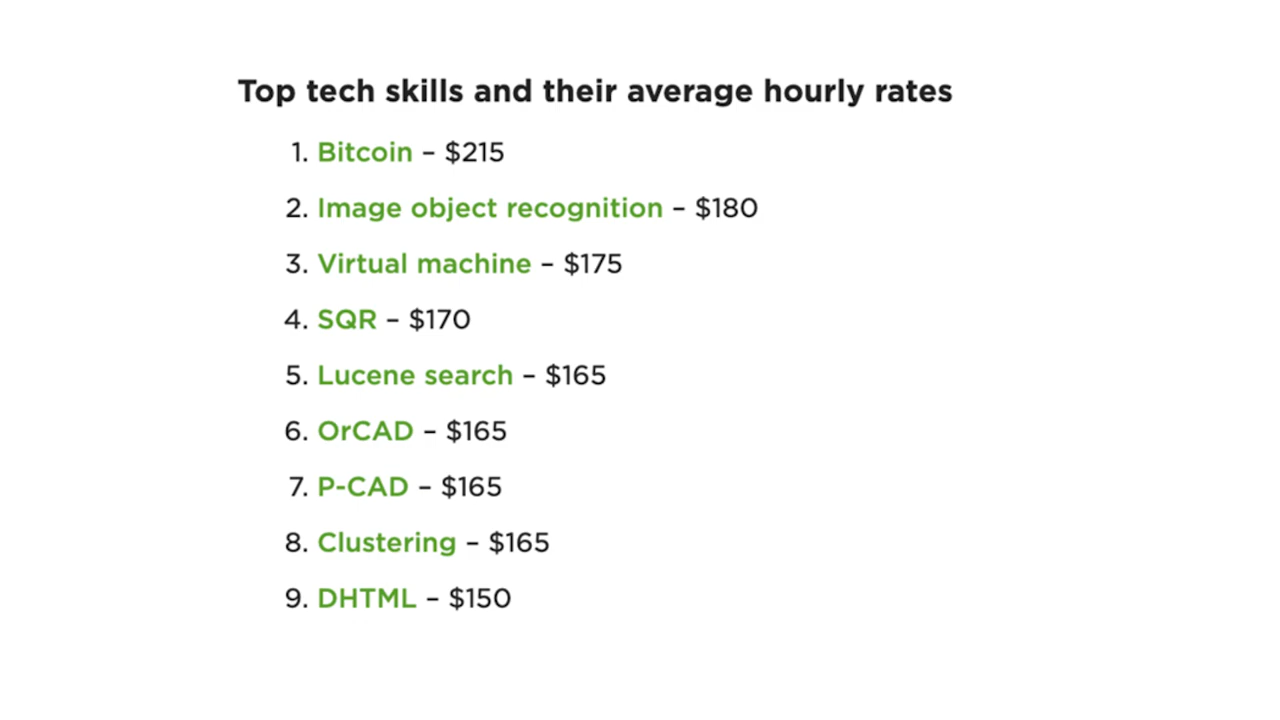 Top tech skills and their average hourly rates
1. Bitcoin – $215
2. Image object recognition – $180
3. Virtual machine – $175
4. SQR – $170
5. Lucene search – $165
6. OrCAD – $165
7. P-CAD – $165
8. Clustering – $165
9. DHTML – $150